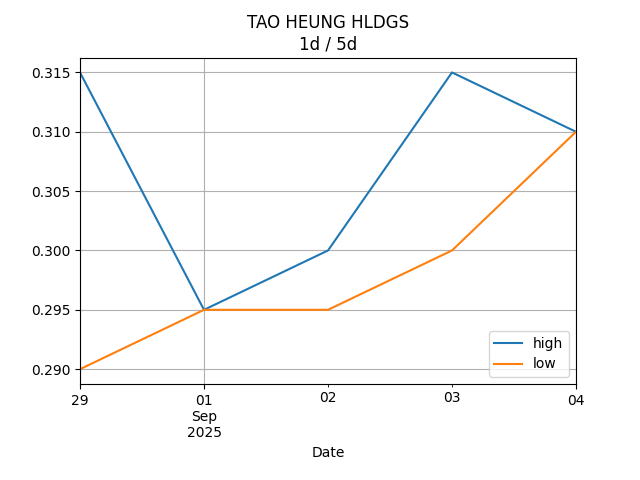 TAO HEUNG HLDGS
1d / 5d
0.315
0.310
0.305
0.300
0.295
0.290
high
low
29 01 02 03 04
Sep
2025
Date